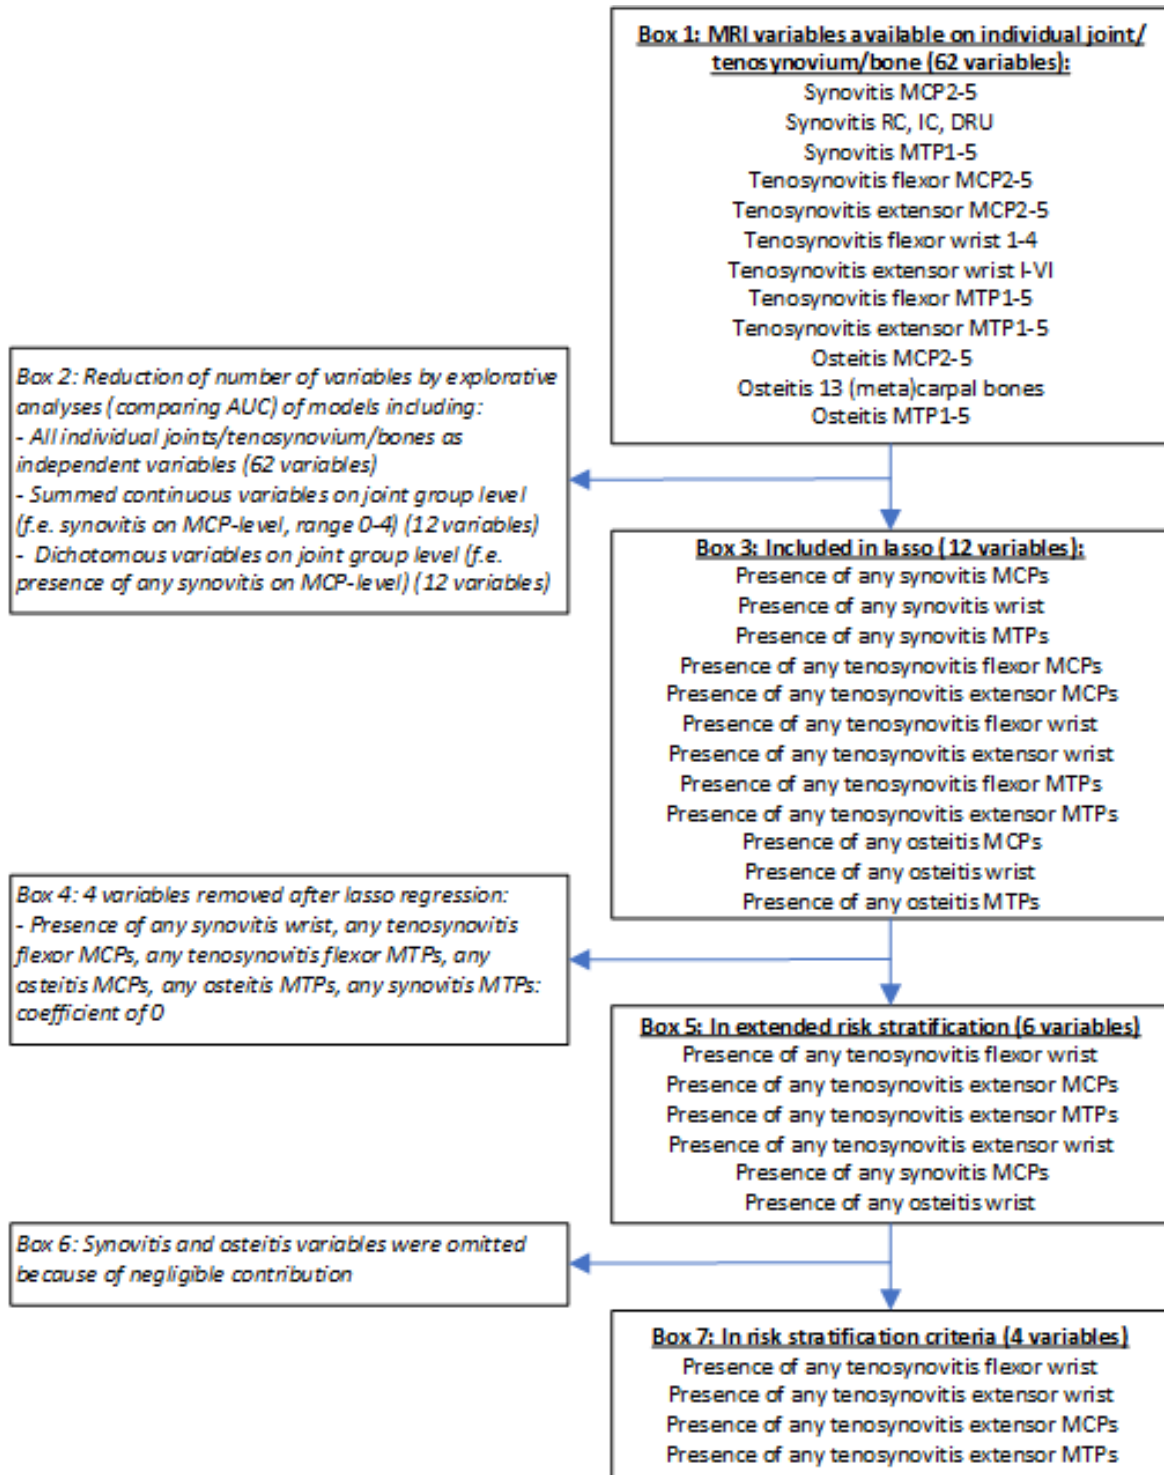 Box 1: MRI variables available on individual joint/
tenosynovium/bone (62 variables):
Synovitis MCP2-5
Synovitis RC, IC, DRU
Synovitis MTP1-5
Tenosynovitis flexor MCP2-5
Tenosynovitis extensor MCP2-5
Tenosynovitis flexor wrist 1-4
Tenosynovitis extensor wrist I-VI
Tenosynovitis flexor MTP1-5
Tenosynovitis extensor MTP1-5
Osteitis MCP2-5
Osteitis 13 (meta)carpal bones
Osteitis MTP1-5
Box 2: Reduction of number of variables by explorative
analyses (comparing AUC) of models including:
- All individual joints/tenosynovium/bones as
independent variables (62 variables)
- Summed continuous variables on joint group level
(f.e. synovitis on MCP-level, range 0-4) (12 variables)
- Dichotomous variables on joint group level (f.e.
presence of any synovitis on MCP-level) (12 variables)
Box 3: Included in lasso (12 variables):
Presence of any synovitis MCPs
Presence of any synovitis wrist
Presence of any synovitis MTPs
Presence of any tenosynovitis flexor MCPs
Presence of any tenosynovitis extensor MCPs
Presence of any tenosynovitis flexor wrist
Presence of any tenosynovitis extensor wrist
Presence of any tenosynovitis flexor MTPs
Presence of any tenosynovitis extensor MTPs
Presence of any osteitis MCPs
Presence of any osteitis wrist
Presence of any osteitis MTPs
Box 4: 4 variables removed after lasso regression:
- Presence of any synovitis wrist, any tenosynovitis
flexor MCPs, any tenosynovitis flexor MTPs, any
osteitis MCPs, any osteitis MTPs, any synovitis MTPs:
coefficient of 0
Box 5: In extended risk stratification (6 variables)
Presence of any tenosynovitis flexor wrist
Presence of any tenosynovitis extensor MCPs
Presence of any tenosynovitis extensor MTPs
Presence of any tenosynovitis extensor wrist
Presence of any synovitis MCPs
Presence of any osteitis wrist
Box 6: Synovitis and osteitis variables were omitted
because of negligible contribution
Box 7: In risk stratification criteria (4 variables)
Presence of any tenosynovitis flexor wrist
Presence of any tenosynovitis extensor wrist
Presence of any tenosynovitis extensor MCPs
Presence of any tenosynovitis extensor MTPs